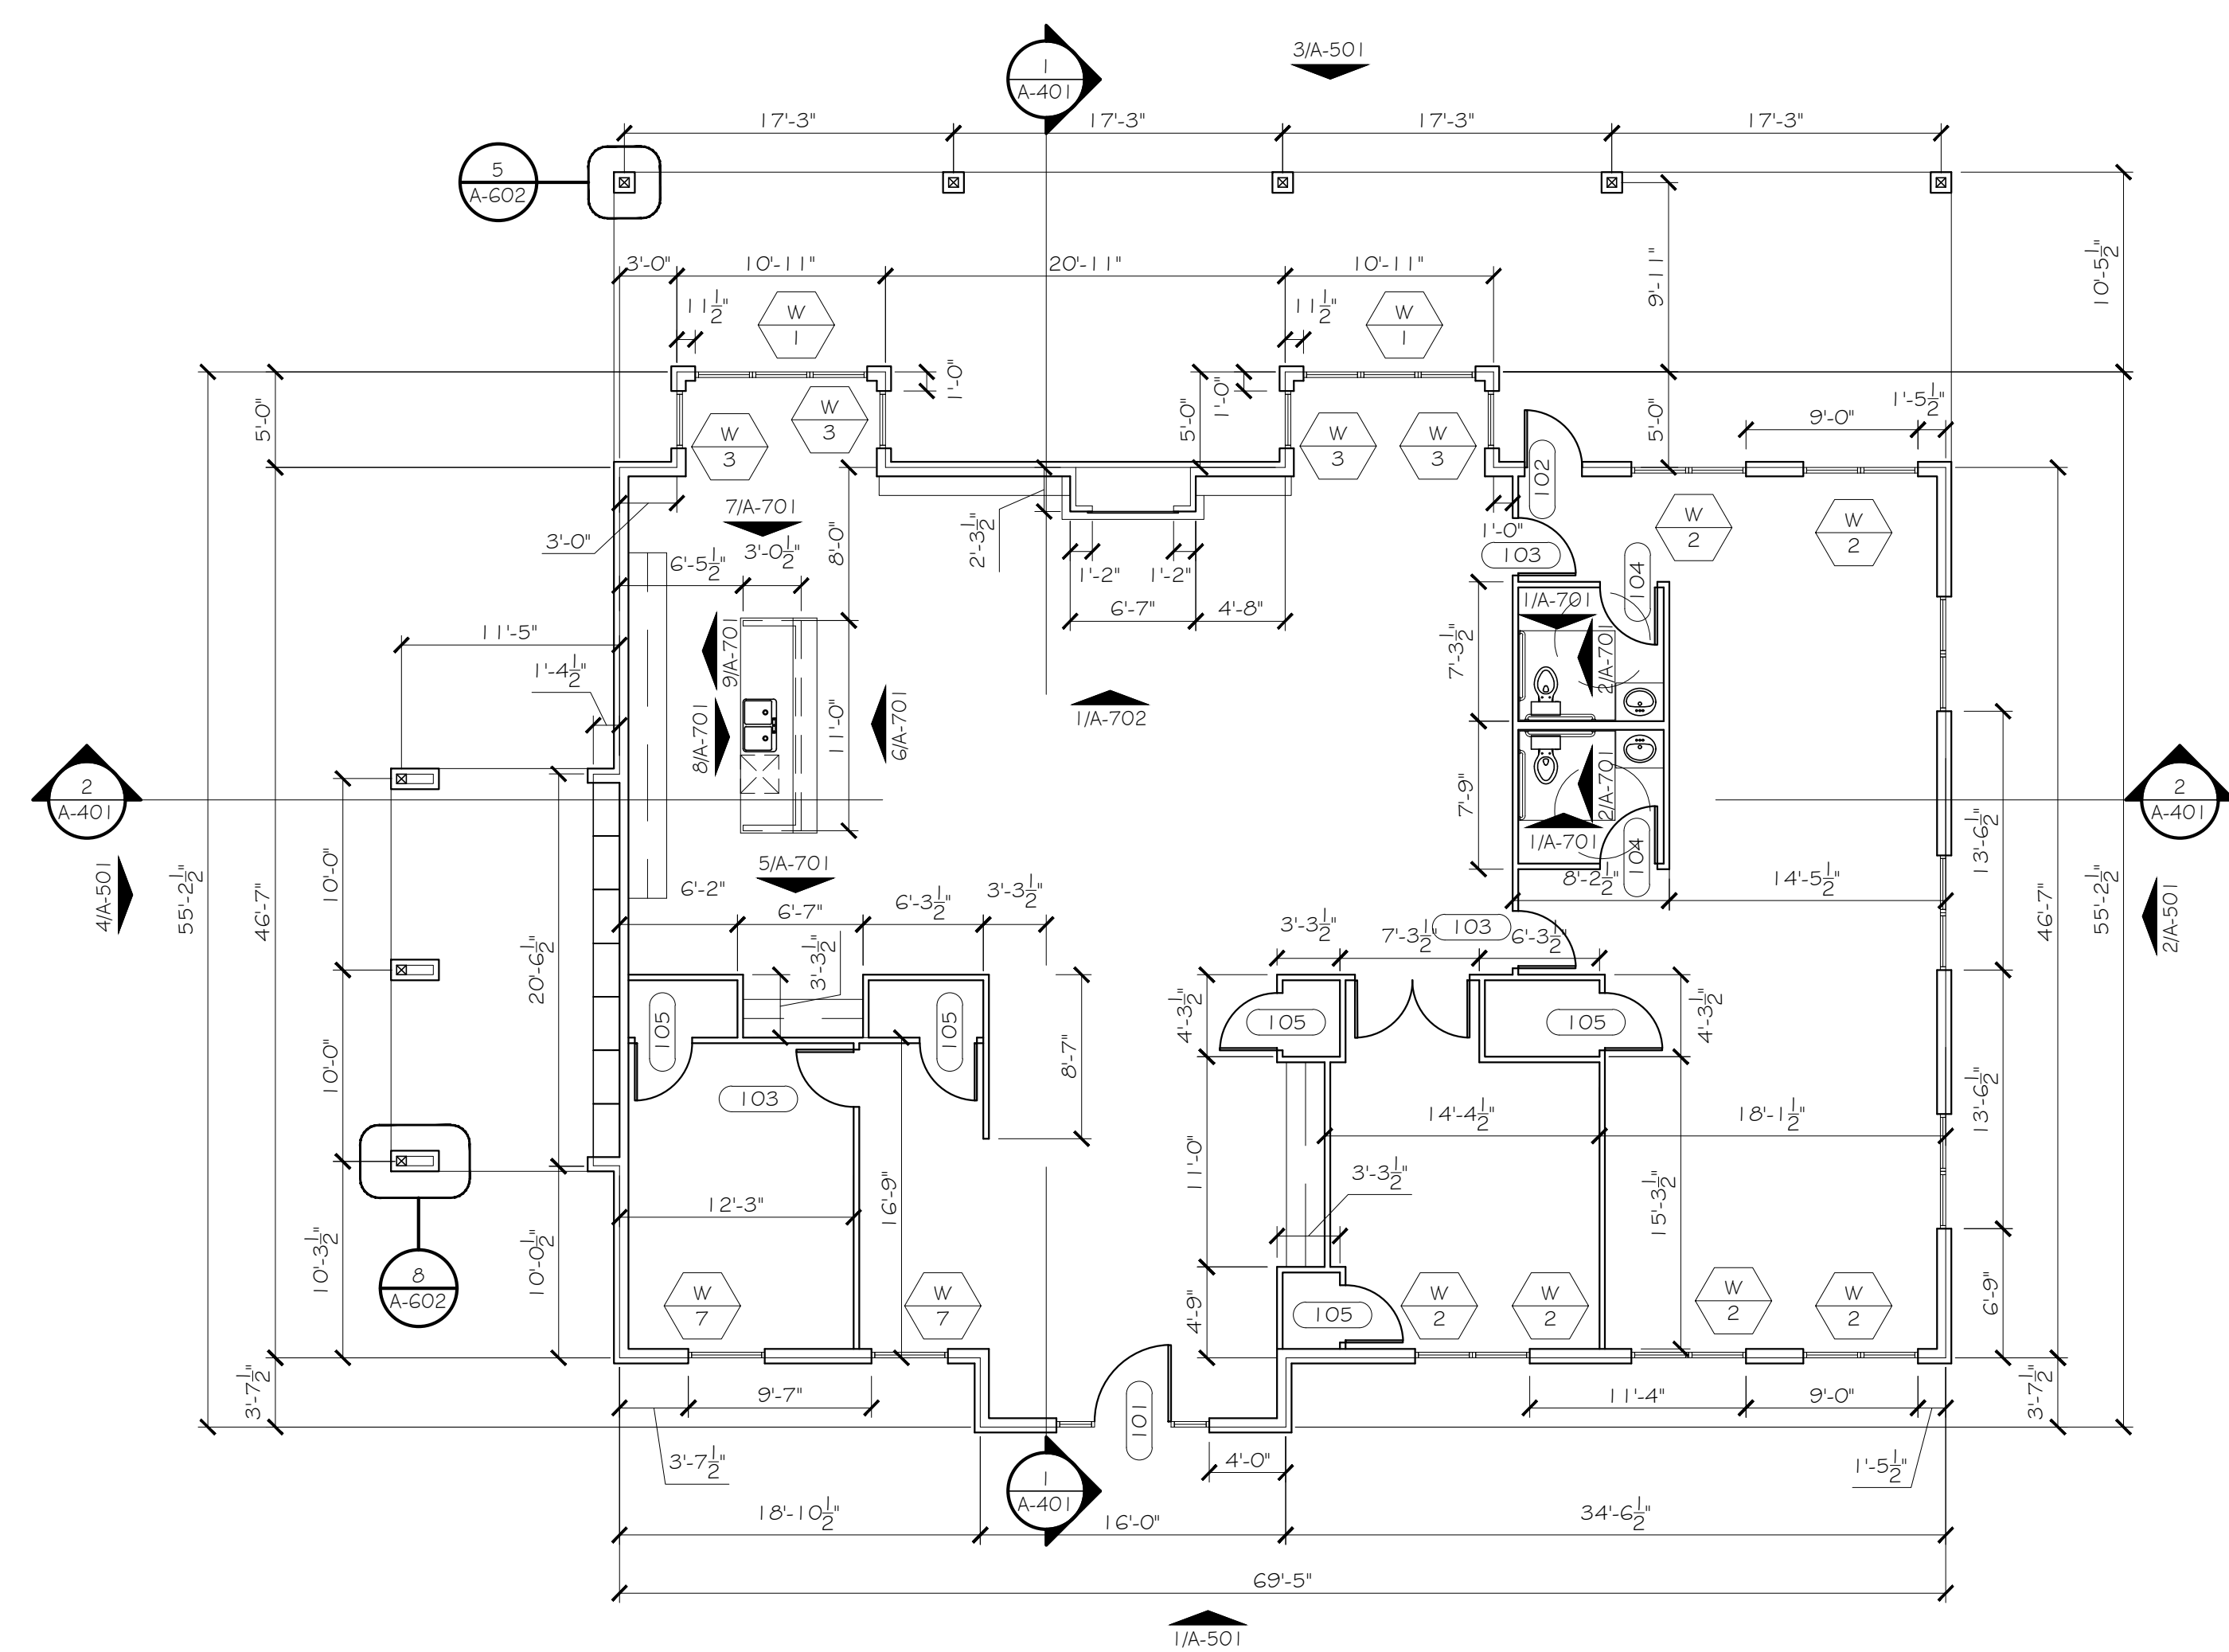 3/A-501
1
A-401
17'-3" 17'-3" 17'-3" 17'-3"
5
A-602
3'-0" 10'-11" 20'-11" 10'-11"
9'-11"
10'-5 1/2"
11 1/2" 11 1/2"
W
1
W
1
1'-0"
5'-0"
1'-0"
5'-0"
5'-0"
9'-0" 1'-5 1/2"
W
3
W
3
W
3
W
3
102
7/A-701
3'-0"
2'-3 1/2"
8'-0"
1'-0"
103
104
W
2
W
2
6'-5 1/2" 3'-0 1/2"
1'-2" 1'-2"
6'-7" 4'-8"
1/A-701
2/A-701
7'-3 1/2"
11'-5"
1'-4 1/2"
9/A-701
8/A-701
11'-0"
6/A-701
1/A-702
2
A-401
2
A-401
7'-9"
2/A-701
1/A-701
104
13'-6 1/2"
4/A-501
55'-2 1/2"
46'-7"
10'-0"
20'-6 1/2"
5/A-701
6'-2" 6'-7" 6'-3 1/2" 3'-3 1/2"
8'-2 1/2" 14'-5 1/2"
46'-7"
55'-2 1/2"
2/A-501
3'-3 1/2"
3'-3 1/2" 7'-3 1/2" 103 6'-3 1/2"
105
105
4'-3 1/2"
105
105
4'-3 1/2"
10'-0"
8'-7"
103
14'-4 1/2" 18'-1 1/2"
13'-6 1/2"
11'-0"
3'-3 1/2"
15'-3 1/2"
12'-3"
16'-9"
10'-3 1/2"
10'-0 1/2"
8
A-602
W
7
W
7
4'-9"
105
W
2
W
2
W
2
W
2
6'-9"
3'-7 1/2"
9'-7"
3'-7 1/2"
101
11'-4" 9'-0"
3'-7 1/2"
4'-0"
1'-5 1/2"
1
A-401
18'-10 1/2" 16'-0" 34'-6 1/2"
69'-5"
1/A-501